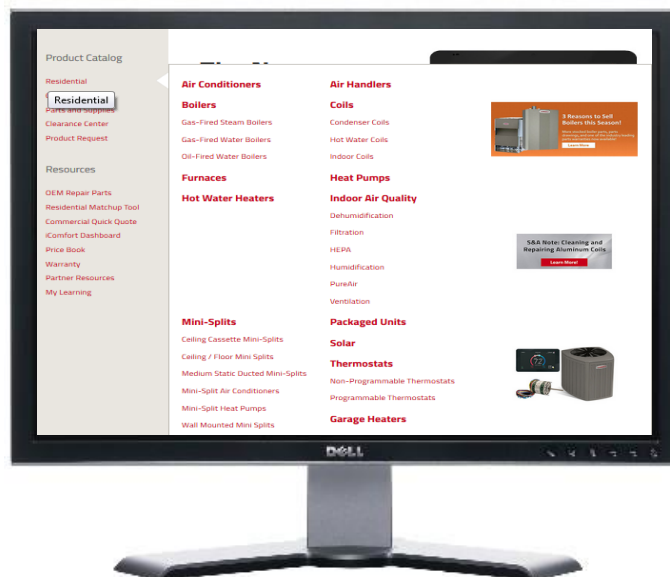 Product Catalog
Residential
Residential
Parts and Supplies
Clearance Center
Product Request
Resources
OEM Repair Parts
Residential Matchup Tool
Commercial Quick Quote
iComfort Dashboard
Price Book
Warranty
Partner Resources
My Learning
Air Conditioners
Boilers
Gas-Fired Steam Boilers
Gas-Fired Water Boilers
Oil-Fired Water Boilers
Furnaces
Hot Water Heaters
Mini-Splits
Ceiling Cassette Mini-Splits
Ceiling / Floor Mini Splits
Medium Static Ducted Mini-Splits
Mini-Split Air Conditioners
Mini-Split Heat Pumps
Wall Mounted Mini Splits
Air Handlers
Coils
Condenser Coils
Hot Water Coils
Indoor Coils
Heat Pumps
Indoor Air Quality
Dehumidification
Filtration
HEPA
Humidification
PureAir
Ventilation
Packaged Units
Solar
Thermostats
Non-Programmable Thermostats
Programmable Thermostats
Garage Heaters
3 Reasons to Sell
Boilers this Season!
Learn More
S&A Note: Cleaning and
Repairing Aluminum Coils
Learn More!
72
DELL